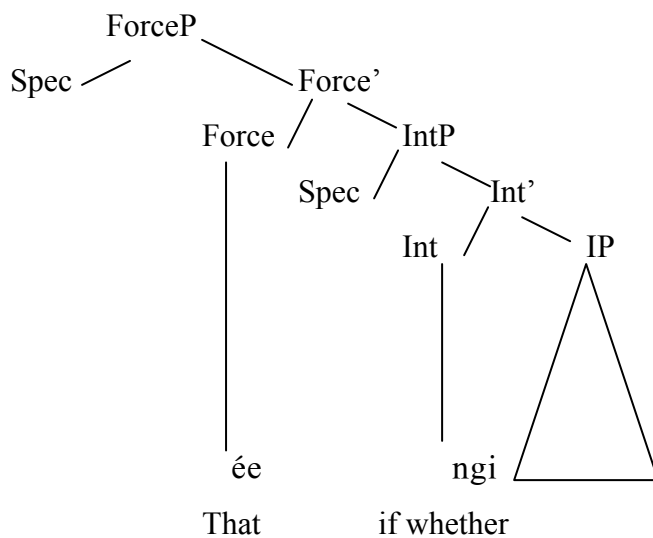 ForceP
Spec Force’
Force IntP
Spec Int’
Int IP
ée ngi
That if whether